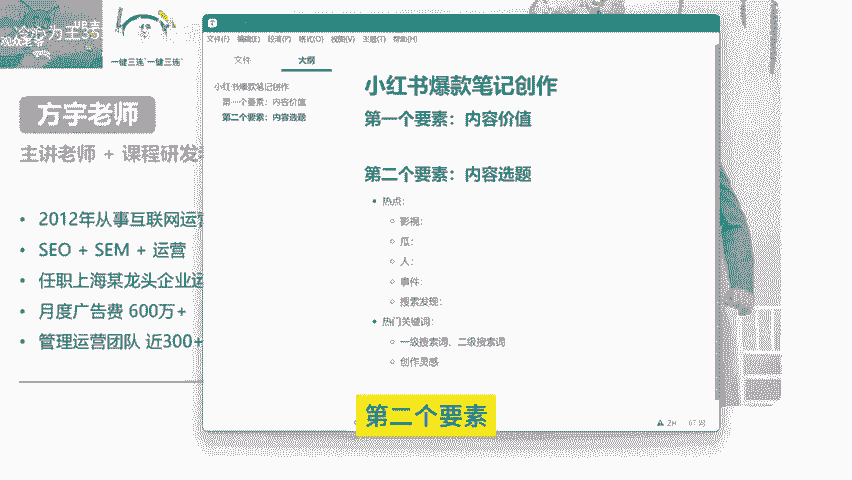 一键三连 一键三连
方宇老师
主讲老师 + 课程研发
2012年从事互联网运营
SEO + SEM + 运营
任职上海某龙头企业运
月度广告费 600万+
管理运营团队 近300+
文件(F) 编辑(E) 段落(P) 格式(O) 视图(V) 主题(T) 帮助(H)
文件 大纲
小红书爆款笔记创作
第一个要素：内容价值
第二个要素：内容选题
小红书爆款笔记创作
第一个要素：内容价值
第二个要素：内容选题
热点：
影视：
瓜：
人：
事件：
搜索发现：
热门关键词：
一级搜索词、二级搜索词
创作灵感
第二个要素